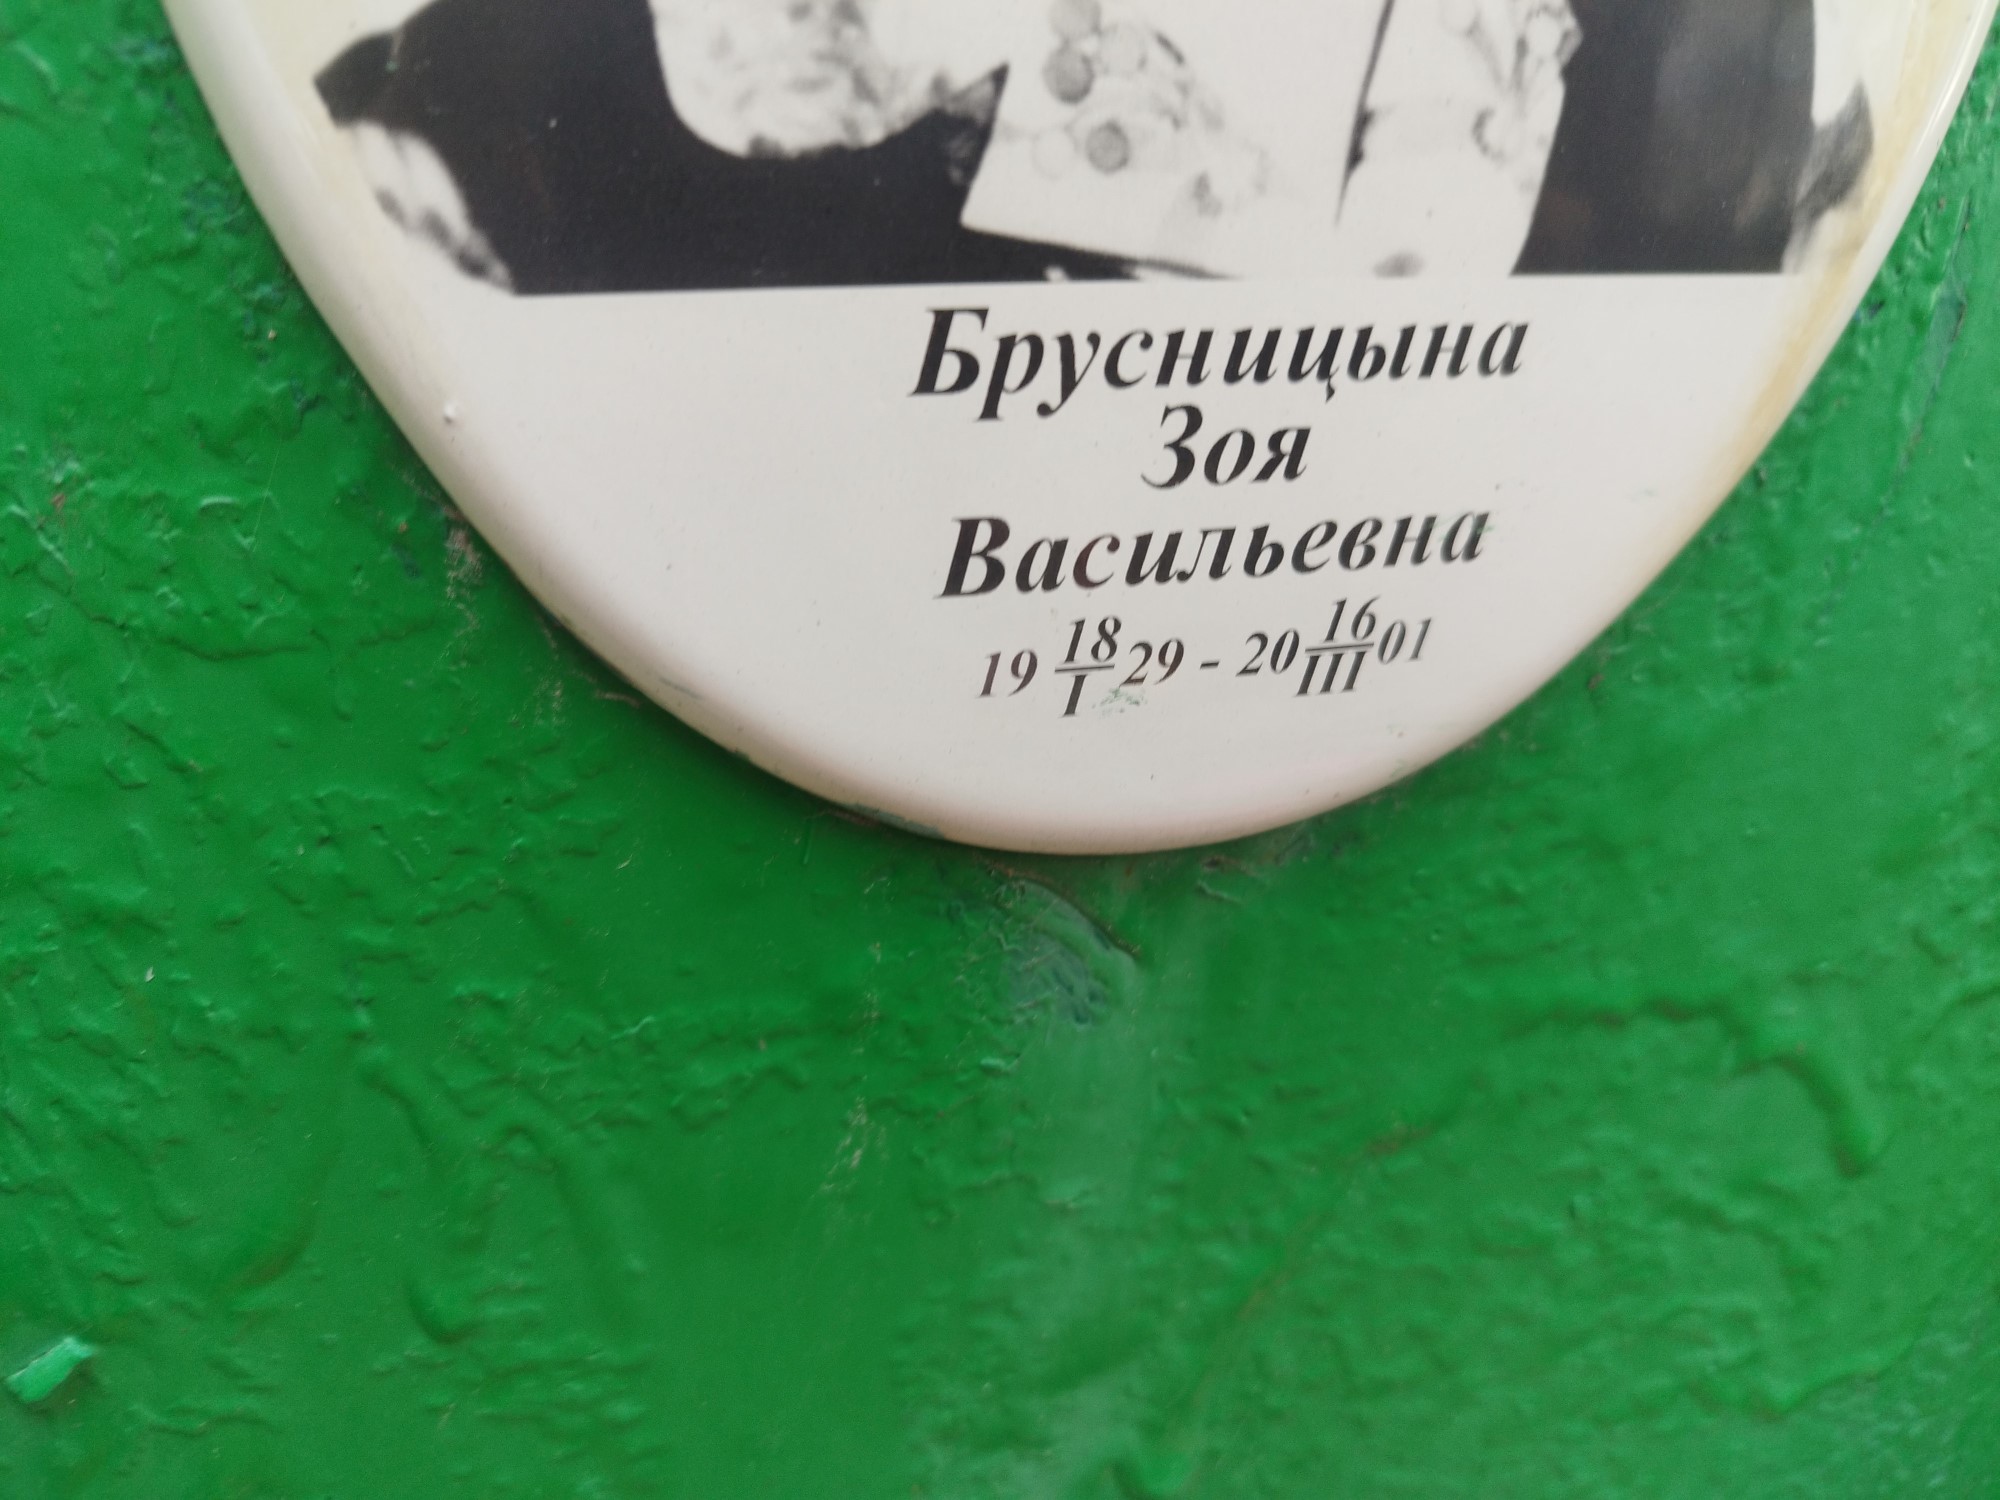 Брусницына
Зоя
Васильевна
19 18/I 29 - 20 16/III 01